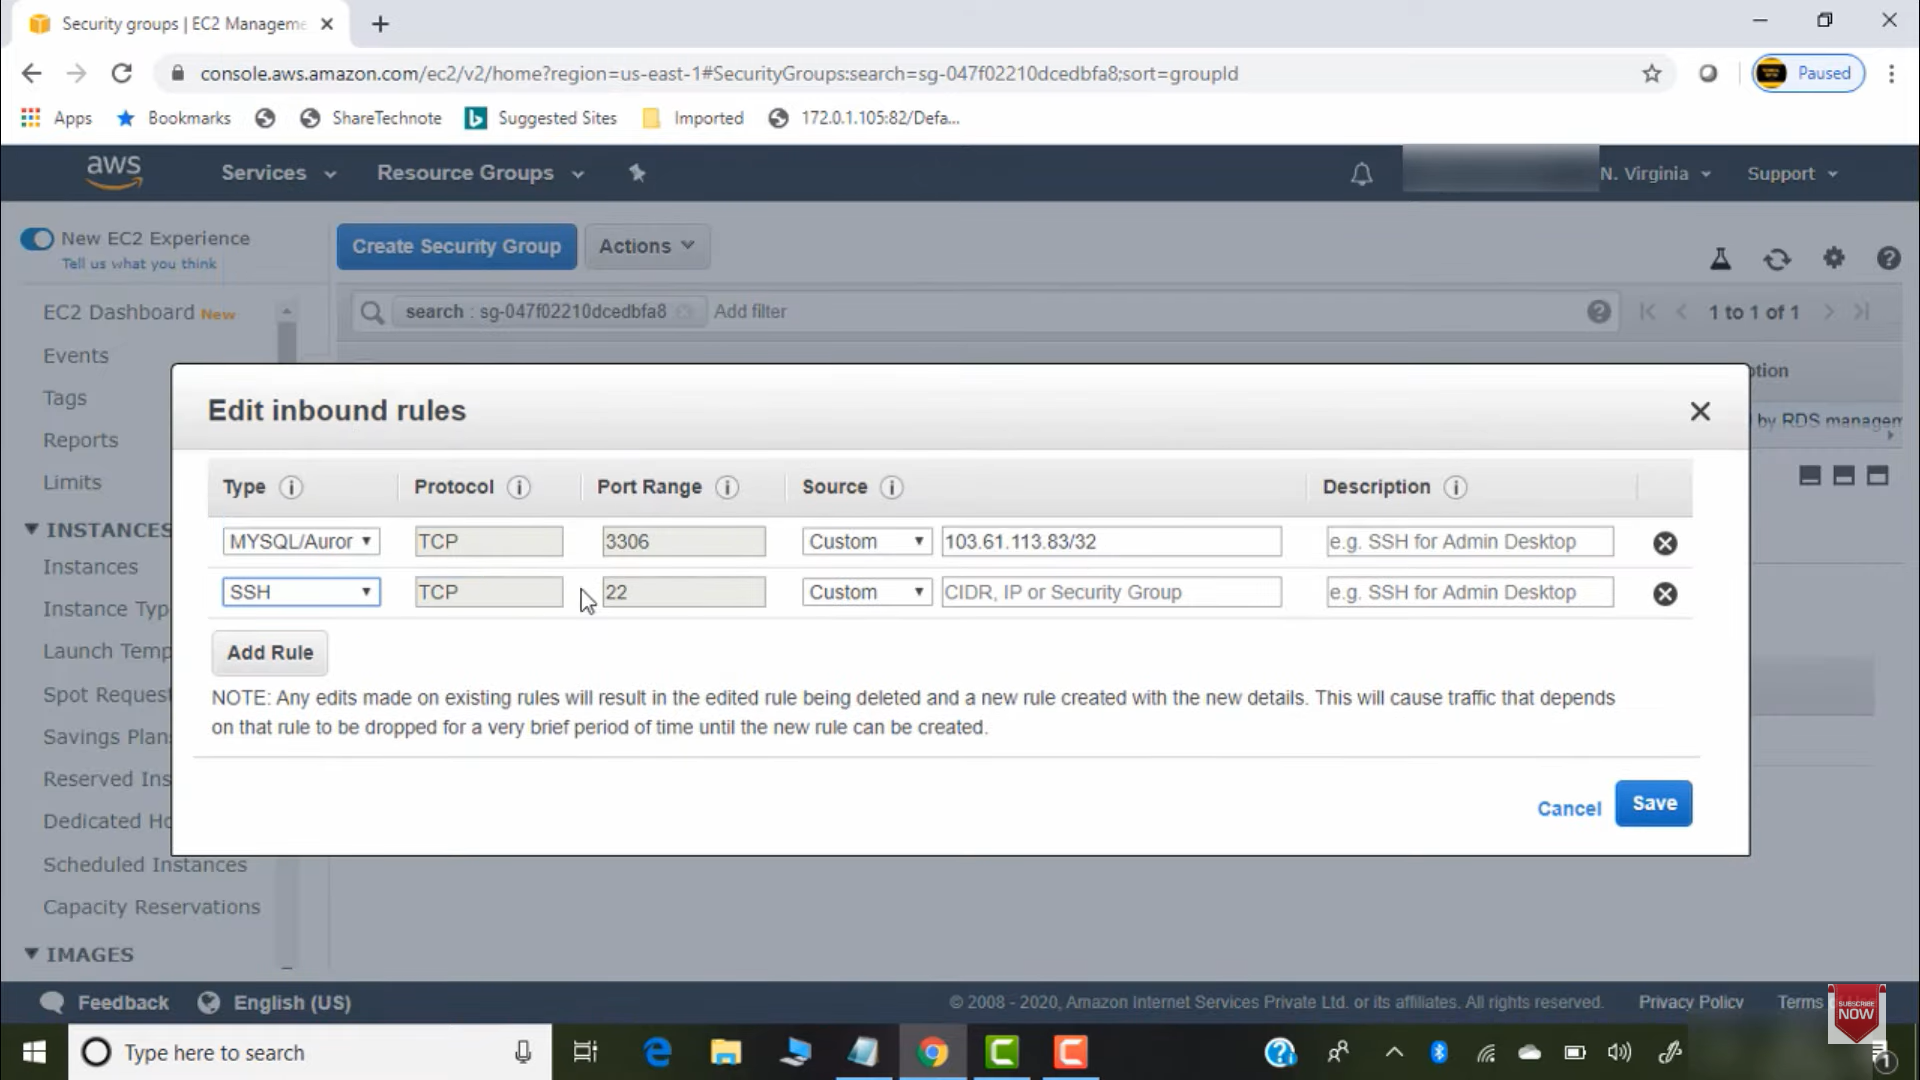 Security groups | EC2 Manageme
console.aws.amazon.com/ec2/v2/home?region=us-east-1#SecurityGroups:search=sg-047f02210dcedbfa8;sort=groupId
Paused
Apps Bookmarks ShareTechnote Suggested Sites Imported 172.0.1.105:82/Defa...
aws Services Resource Groups N. Virginia Support
New EC2 Experience
Tell us what you think
Create Security Group Actions
search : sg-047f02210dcedbfa8 Add filter 1 to 1 of 1
EC2 Dashboard New
Events
Tags
Reports
Limits
INSTANCES
Instances
Instance Typ
Launch Temp
Spot Request
Savings Plan
Reserved Ins
Dedicated Ho
Scheduled Instances
Capacity Reservations
IMAGES
ption
by RDS managem
Edit inbound rules
Type Protocol Port Range Source Description
MYSQL/Auror TCP 3306 Custom 103.61.113.83/32 e.g. SSH for Admin Desktop
SSH TCP 22 Custom CIDR, IP or Security Group e.g. SSH for Admin Desktop
Add Rule
NOTE: Any edits made on existing rules will result in the edited rule being deleted and a new rule created with the new details. This will cause traffic that depends
on that rule to be dropped for a very brief period of time until the new rule can be created.
Cancel Save
Feedback English (US) © 2008 - 2020, Amazon Internet Services Private Ltd. or its affiliates. All rights reserved. Privacy Policy Terms
SUBSCRIBE
NOW
Type here to search
1